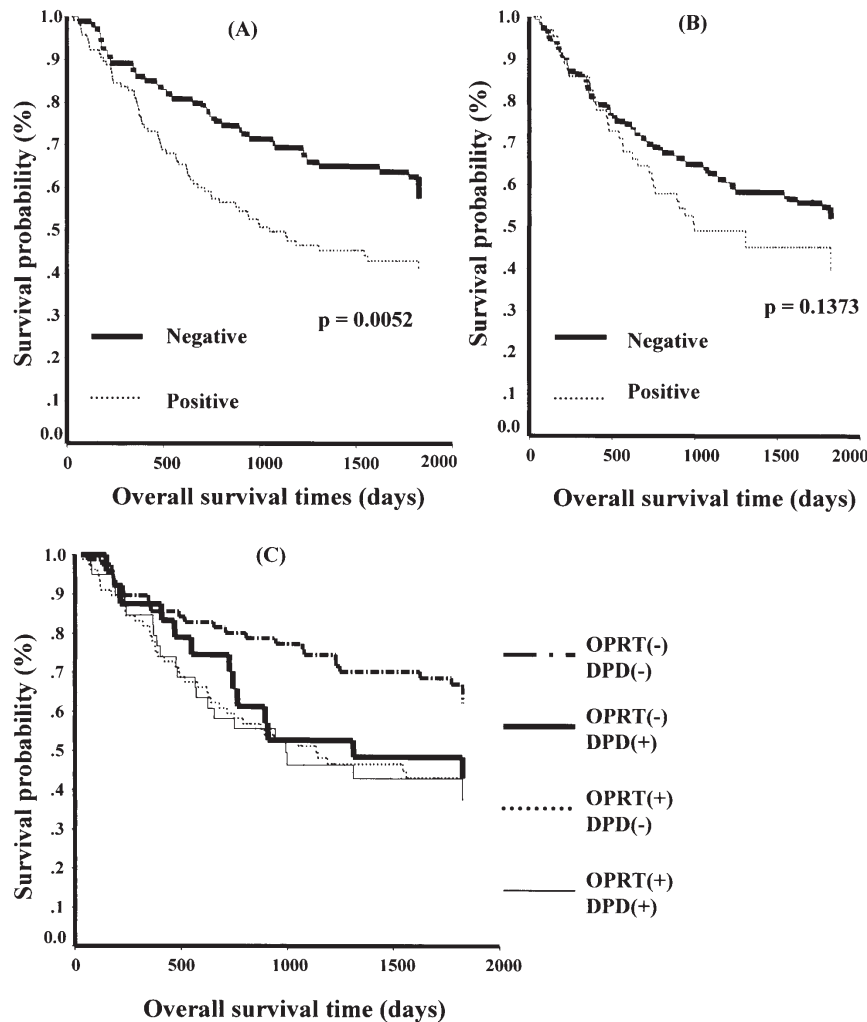 (A)
Survival probability (%)
1.0
.9
.8
.7
.6
.5
.4
.3
.2
.1
0.0
p = 0.0052
Negative
Positive
0 500 1000 1500 2000
Overall survival times (days)
(B)
Survival probability (%)
1.0
.9
.8
.7
.6
.5
.4
.3
.2
.1
0.0
p = 0.1373
Negative
Positive
0 500 1000 1500 2000
Overall survival time (days)
(C)
Survival probability (%)
1.0
.9
.8
.7
.6
.5
.4
.3
.2
.1
0.0
0 500 1000 1500 2000
Overall survival time (days)
OPRT(-)
DPD(-)
OPRT(-)
DPD(+)
OPRT(+)
DPD(-)
OPRT(+)
DPD(+)